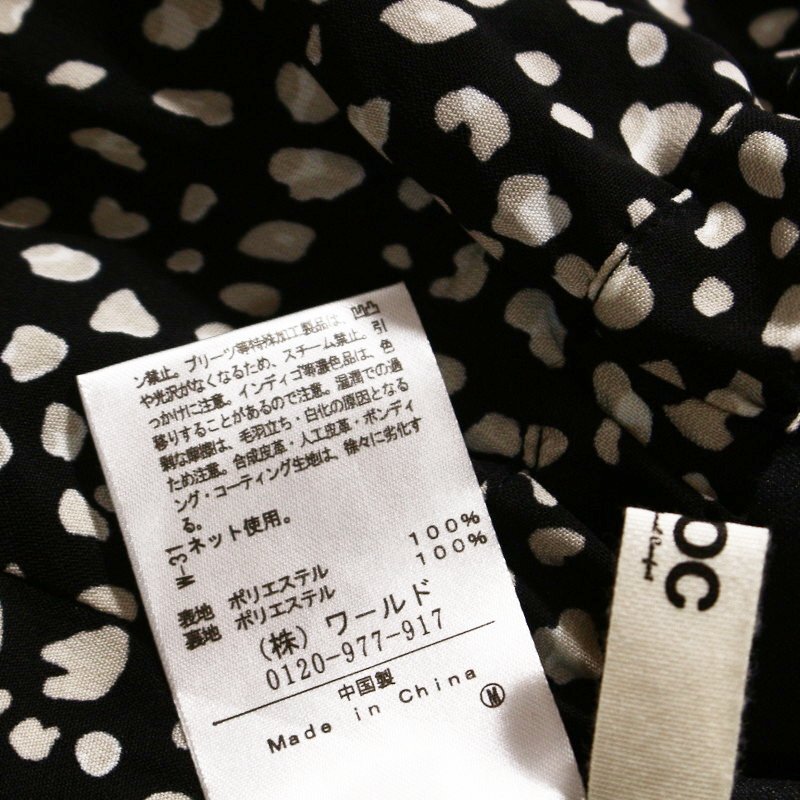 ン禁止。プリーツ等特殊加工製品は、凹凸
や光沢がなくなるため、スチーム禁止。引
っかけに注意。インディゴ等濃色品は、色
移りすることがあるので注意。湿潤での過
剰な摩擦は、毛羽立ち・白化の原因となる
ため注意。合成皮革・人工皮革・ボンディ
ング・コーティング生地は、徐々に劣化す
る。
W-31 ネット使用。
表地 ポリエステル 100%
裏地 ポリエステル 100%
(株) ワールド
0120-977-917
中国製
Made in China
M
OC